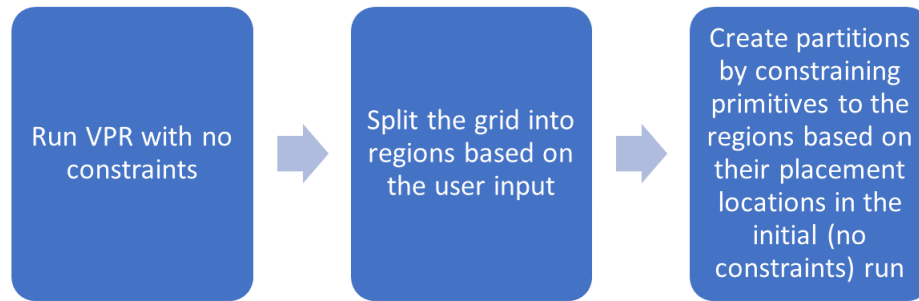 Run VPR with no
constraints
Split the grid into
regions based on
the user input
Create partitions
by constraining
primitives to the
regions based on
their placement
locations in the
initial (no
constraints) run